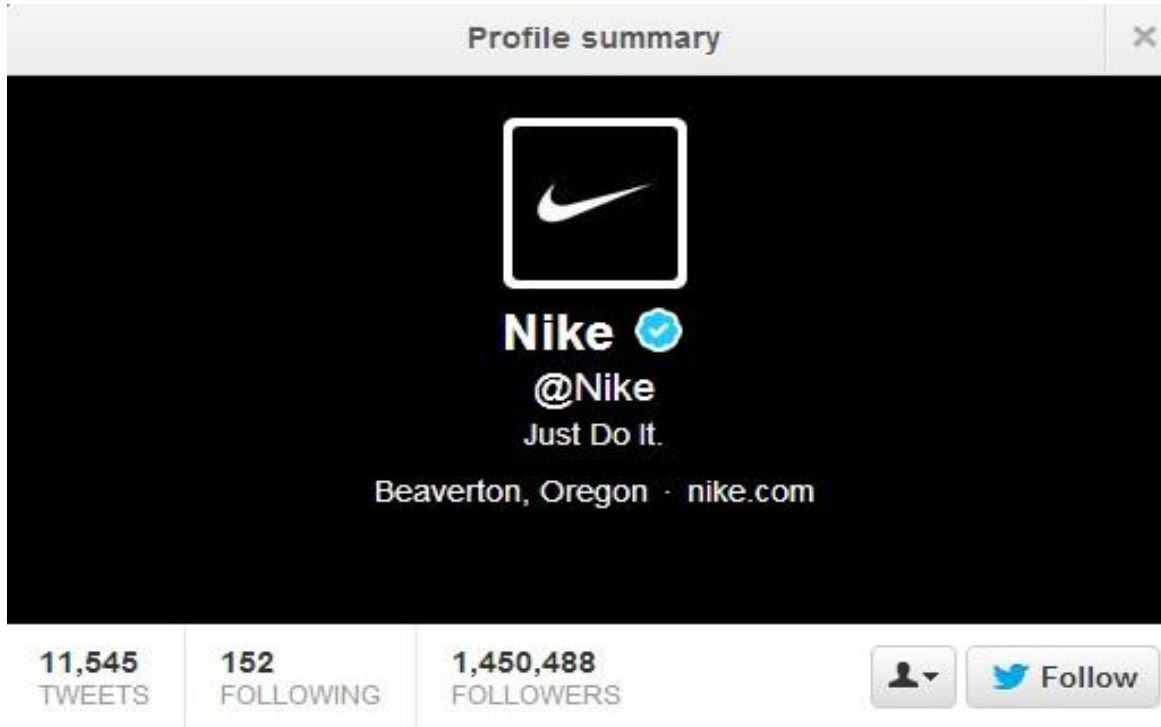 Profile summary
Nike
@Nike
Just Do It.
Beaverton, Oregon · nike.com
11,545 152 1,450,488
TWEETS FOLLOWING FOLLOWERS
Follow